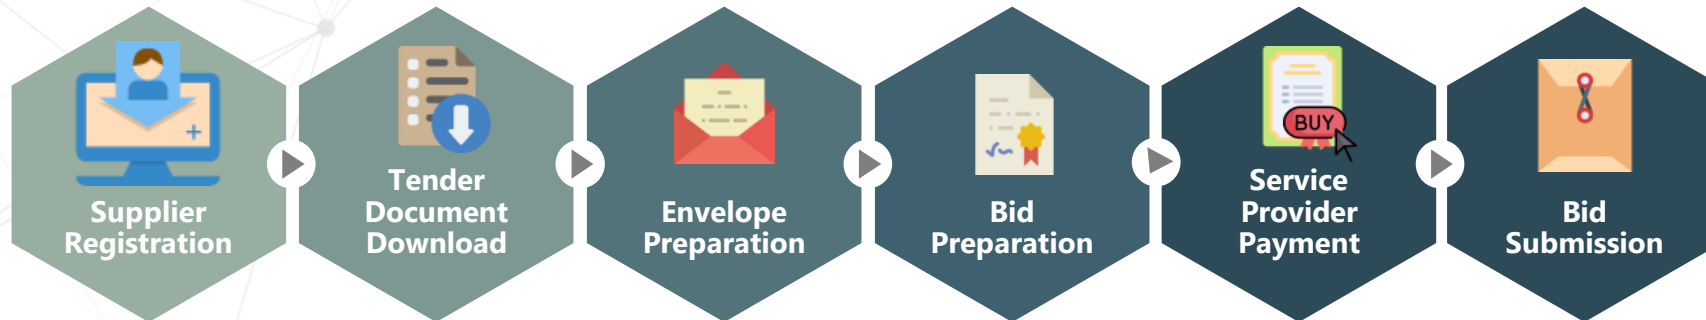 Supplier
Registration
Tender
Document
Download
Envelope
Preparation
Bid
Preparation
BUY
Service
Provider
Payment
Bid
Submission